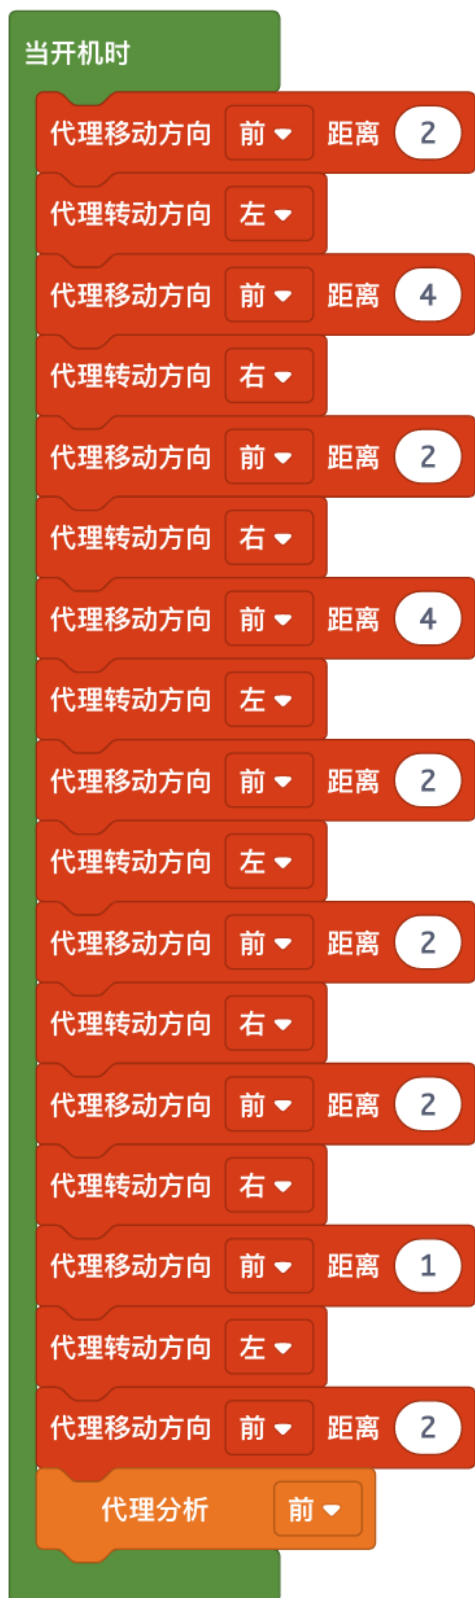 当开机时
代理移动方向 前 距离 2
代理转动方向 左
代理移动方向 前 距离 4
代理转动方向 右
代理移动方向 前 距离 2
代理转动方向 右
代理移动方向 前 距离 4
代理转动方向 左
代理移动方向 前 距离 2
代理转动方向 左
代理移动方向 前 距离 2
代理转动方向 右
代理移动方向 前 距离 2
代理转动方向 右
代理移动方向 前 距离 1
代理转动方向 左
代理移动方向 前 距离 2
代理分析 前